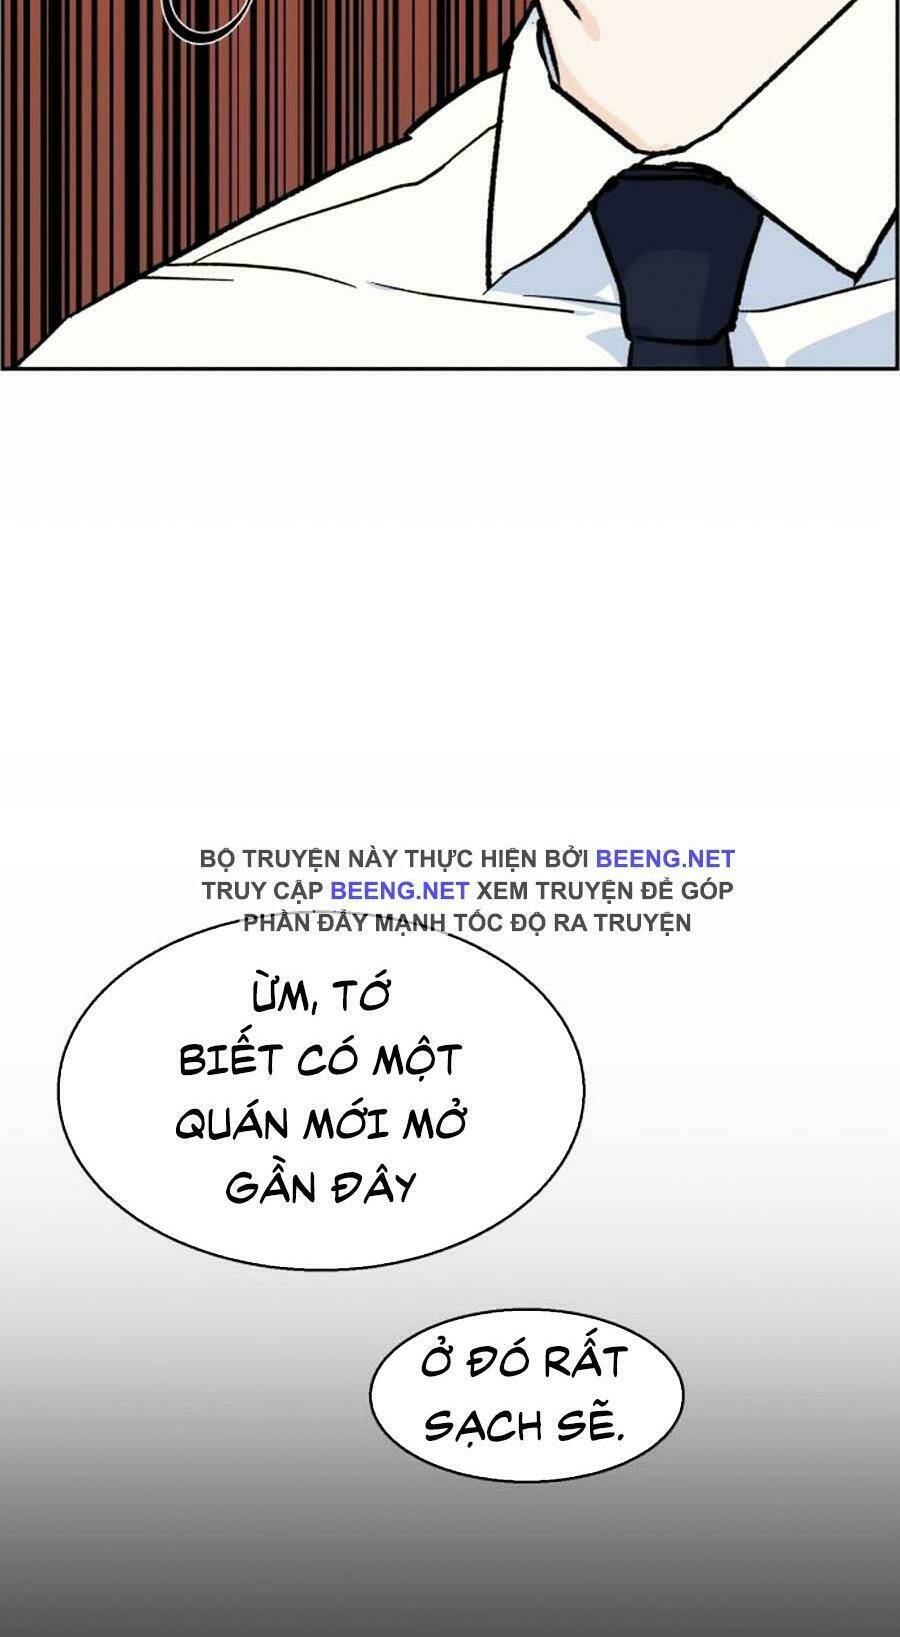 BỘ TRUYỆN NÀY THỰC HIỆN BỞI BEENG.NET
TRUY CẬP BEENG.NET XEM TRUYỆN ĐỂ GÓP
PHẦN ĐẨY MẠNH TỐC ĐỘ RA TRUYỆN
ỪM, TỚ
BIẾT CÓ MỘT
QUÁN MỚI MỞ
GẦN ĐÂY
Ở ĐÓ RẤT
SẠCH SẼ.